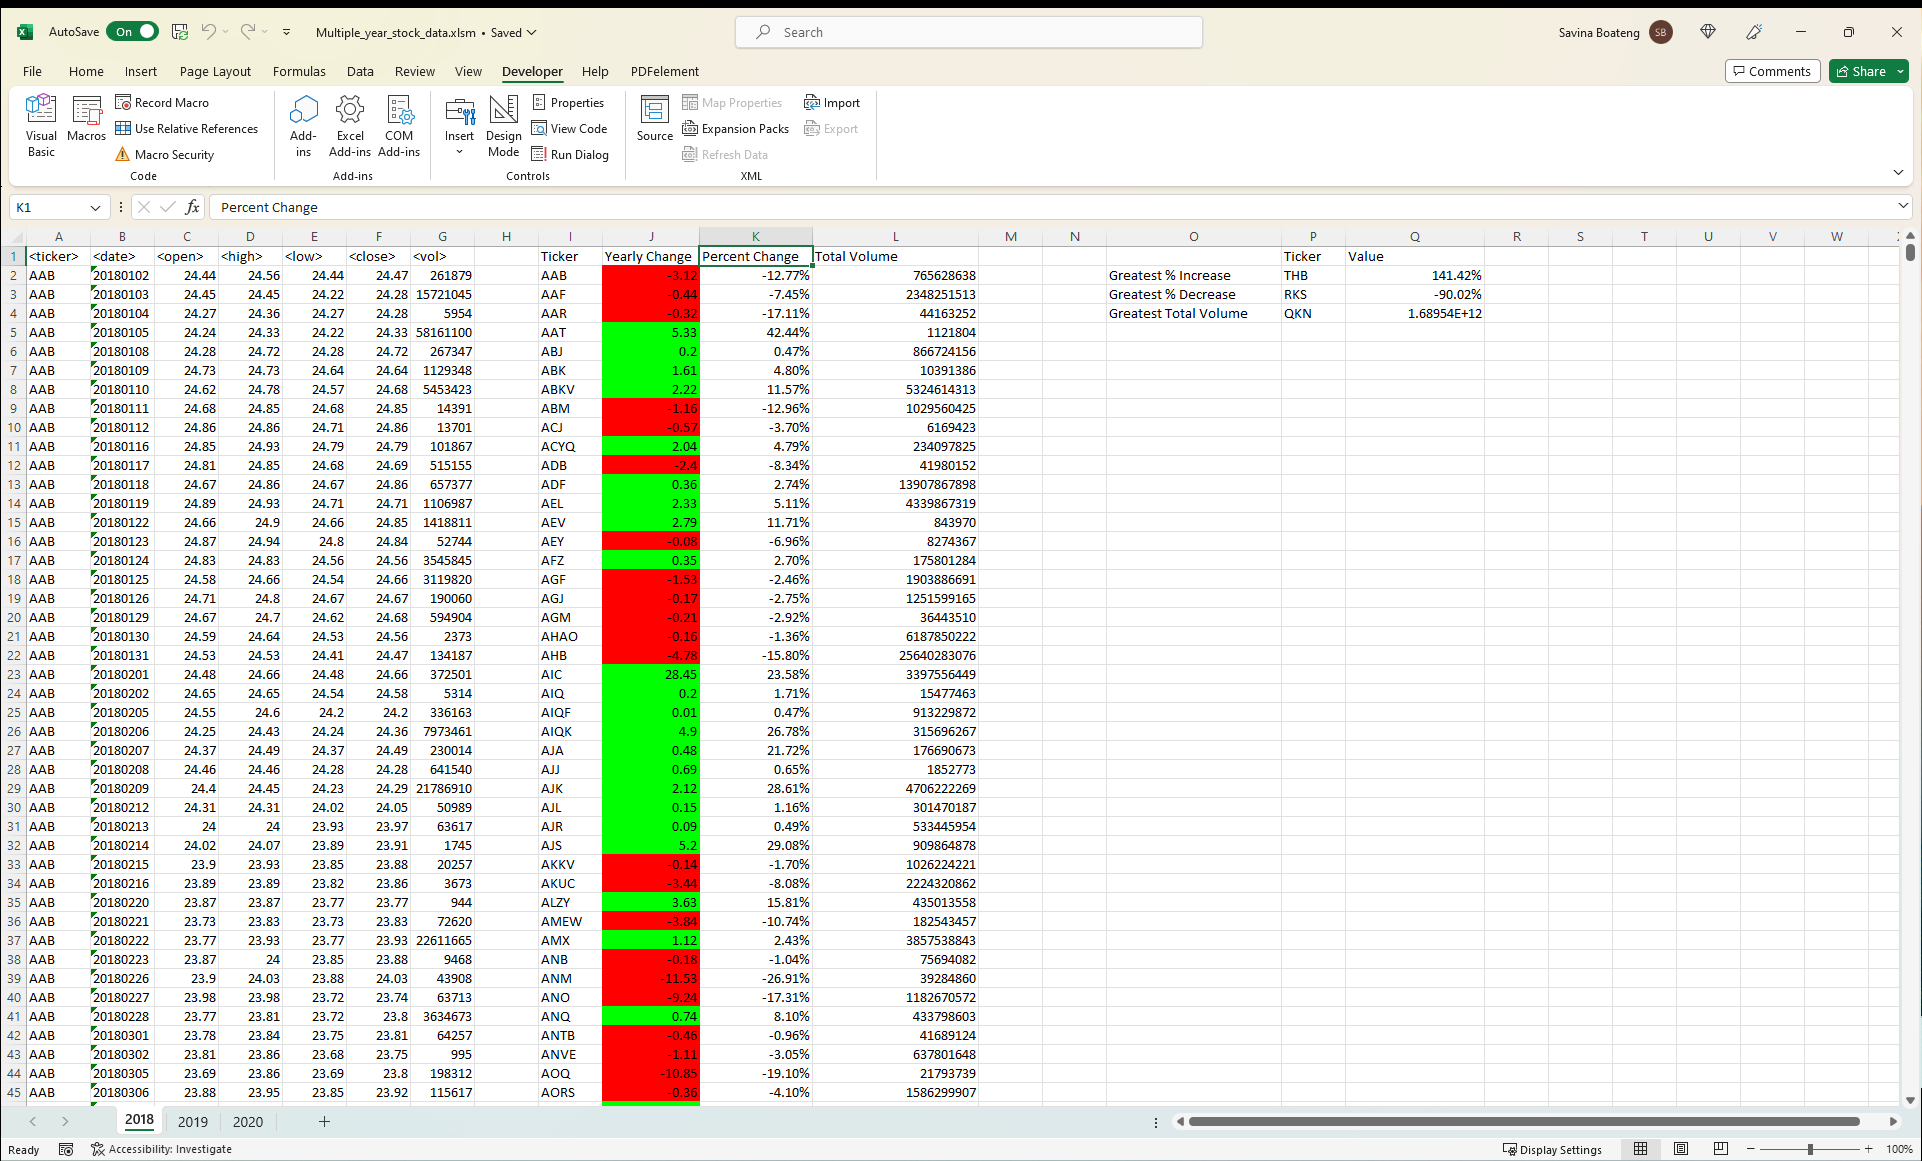 AutoSave On Multiple_year_stock_data.xlsm • Saved Search Savina Boateng SB
File Home Insert Page Layout Formulas Data Review View Developer Help PDFelement Comments Share
Visual Basic Macros Record Macro Use Relative References Macro Security Code
Add-ins Excel Add-ins COM Add-ins Add-ins
Insert Design Mode Properties View Code Run Dialog Controls
Source Map Properties Expansion Packs Refresh Data Import Export XML
K1 fx Percent Change
A B C D E F G H I J K L M N O P Q R S T U V W
1 <ticker> <date> <open> <high> <low> <close> <vol> Ticker Yearly Change Percent Change Total Volume Ticker Value
2 AAB 20180102 24.44 24.56 24.44 24.47 261879 AAB -3.12 -12.77% 765628638 Greatest % Increase THB 141.42%
3 AAB 20180103 24.45 24.45 24.22 24.28 15721045 AAF -0.44 -7.45% 2348251513 Greatest % Decrease RKS -90.02%
4 AAB 20180104 24.27 24.36 24.27 24.28 5954 AAR -0.32 -17.11% 44163252 Greatest Total Volume QKN 1.68954E+12
5 AAB 20180105 24.24 24.33 24.22 24.33 58161100 AAT 5.33 42.44% 1121804
6 AAB 20180108 24.28 24.72 24.28 24.72 267347 ABJ 0.2 0.47% 866724156
7 AAB 20180109 24.73 24.73 24.64 24.64 1129348 ABK 1.61 4.80% 10391386
8 AAB 20180110 24.62 24.78 24.57 24.68 5453423 ABKV 2.22 11.57% 5324614313
9 AAB 20180111 24.68 24.85 24.68 24.85 14391 ABM -1.16 -12.96% 1029560425
10 AAB 20180112 24.86 24.86 24.71 24.86 13701 ACJ -0.57 -3.70% 6169423
11 AAB 20180116 24.85 24.93 24.79 24.79 101867 ACYQ 2.04 4.79% 234097825
12 AAB 20180117 24.81 24.85 24.68 24.69 515155 ADB -2.4 -8.34% 41980152
13 AAB 20180118 24.67 24.86 24.67 24.86 657377 ADF 0.36 2.74% 13907867898
14 AAB 20180119 24.89 24.93 24.71 24.71 1106987 AEL 2.33 5.11% 4339867319
15 AAB 20180122 24.66 24.9 24.66 24.85 1418811 AEV 2.79 11.71% 843970
16 AAB 20180123 24.87 24.94 24.8 24.84 52744 AEY -0.08 -6.96% 8274367
17 AAB 20180124 24.83 24.83 24.56 24.56 3545845 AFZ 0.35 2.70% 175801284
18 AAB 20180125 24.58 24.66 24.54 24.66 3119820 AGF -1.53 -2.46% 1903886691
19 AAB 20180126 24.71 24.8 24.67 24.67 190060 AGJ -0.17 -2.75% 1251599165
20 AAB 20180129 24.67 24.7 24.62 24.68 594904 AGM -0.21 -2.92% 36443510
21 AAB 20180130 24.59 24.64 24.53 24.56 2373 AHAO -0.16 -1.36% 6187850222
22 AAB 20180131 24.53 24.53 24.41 24.47 134187 AHB -4.78 -15.80% 25640283076
23 AAB 20180201 24.48 24.66 24.48 24.66 372501 AIC 28.45 23.58% 3397556449
24 AAB 20180202 24.65 24.65 24.54 24.58 5314 AIQ 0.2 1.71% 15477463
25 AAB 20180205 24.55 24.6 24.2 24.2 336163 AIQF 0.01 0.47% 913229872
26 AAB 20180206 24.25 24.43 24.24 24.36 7973461 AIQK 4.9 26.78% 315696267
27 AAB 20180207 24.37 24.49 24.37 24.49 230014 AJA 0.48 21.72% 176690673
28 AAB 20180208 24.46 24.46 24.28 24.28 641540 AJJ 0.69 0.65% 1852773
29 AAB 20180209 24.4 24.45 24.23 24.29 21786910 AJK 2.12 28.61% 4706222269
30 AAB 20180212 24.31 24.31 24.02 24.05 50989 AJL 0.15 1.16% 301470187
31 AAB 20180213 24 24 23.93 23.97 63617 AJR 0.09 0.49% 533445954
32 AAB 20180214 24.02 24.07 23.89 23.91 1745 AJS 5.2 29.08% 909864878
33 AAB 20180215 23.9 23.93 23.85 23.88 20257 AKKV -0.14 -1.70% 1026224221
34 AAB 20180216 23.89 23.89 23.82 23.86 3673 AKUC -3.44 -8.08% 2224320862
35 AAB 20180220 23.87 23.87 23.77 23.77 944 ALZY 3.63 15.81% 435013558
36 AAB 20180221 23.73 23.83 23.73 23.83 72620 AMEW -3.84 -10.74% 182543457
37 AAB 20180222 23.77 23.93 23.77 23.93 22611665 AMX 1.12 2.43% 3857538843
38 AAB 20180223 23.87 24 23.85 23.88 9468 ANB -0.18 -1.04% 75694082
39 AAB 20180226 23.9 24.03 23.88 24.03 43908 ANM -11.53 -26.91% 39284860
40 AAB 20180227 23.98 23.98 23.72 23.74 63713 ANO -9.24 -17.31% 1182670572
41 AAB 20180228 23.77 23.81 23.72 23.8 3634673 ANQ 0.74 8.10% 433798603
42 AAB 20180301 23.78 23.84 23.75 23.81 64257 ANTB -0.46 -0.96% 41689124
43 AAB 20180302 23.81 23.86 23.68 23.75 995 ANVE -1.11 -3.05% 637801648
44 AAB 20180305 23.69 23.86 23.69 23.8 198312 AOQ -10.85 -19.10% 21793739
45 AAB 20180306 23.88 23.95 23.85 23.92 115617 AORS -0.36 -4.10% 1586299907
2018 2019 2020
Ready Accessibility: Investigate Display Settings 100%